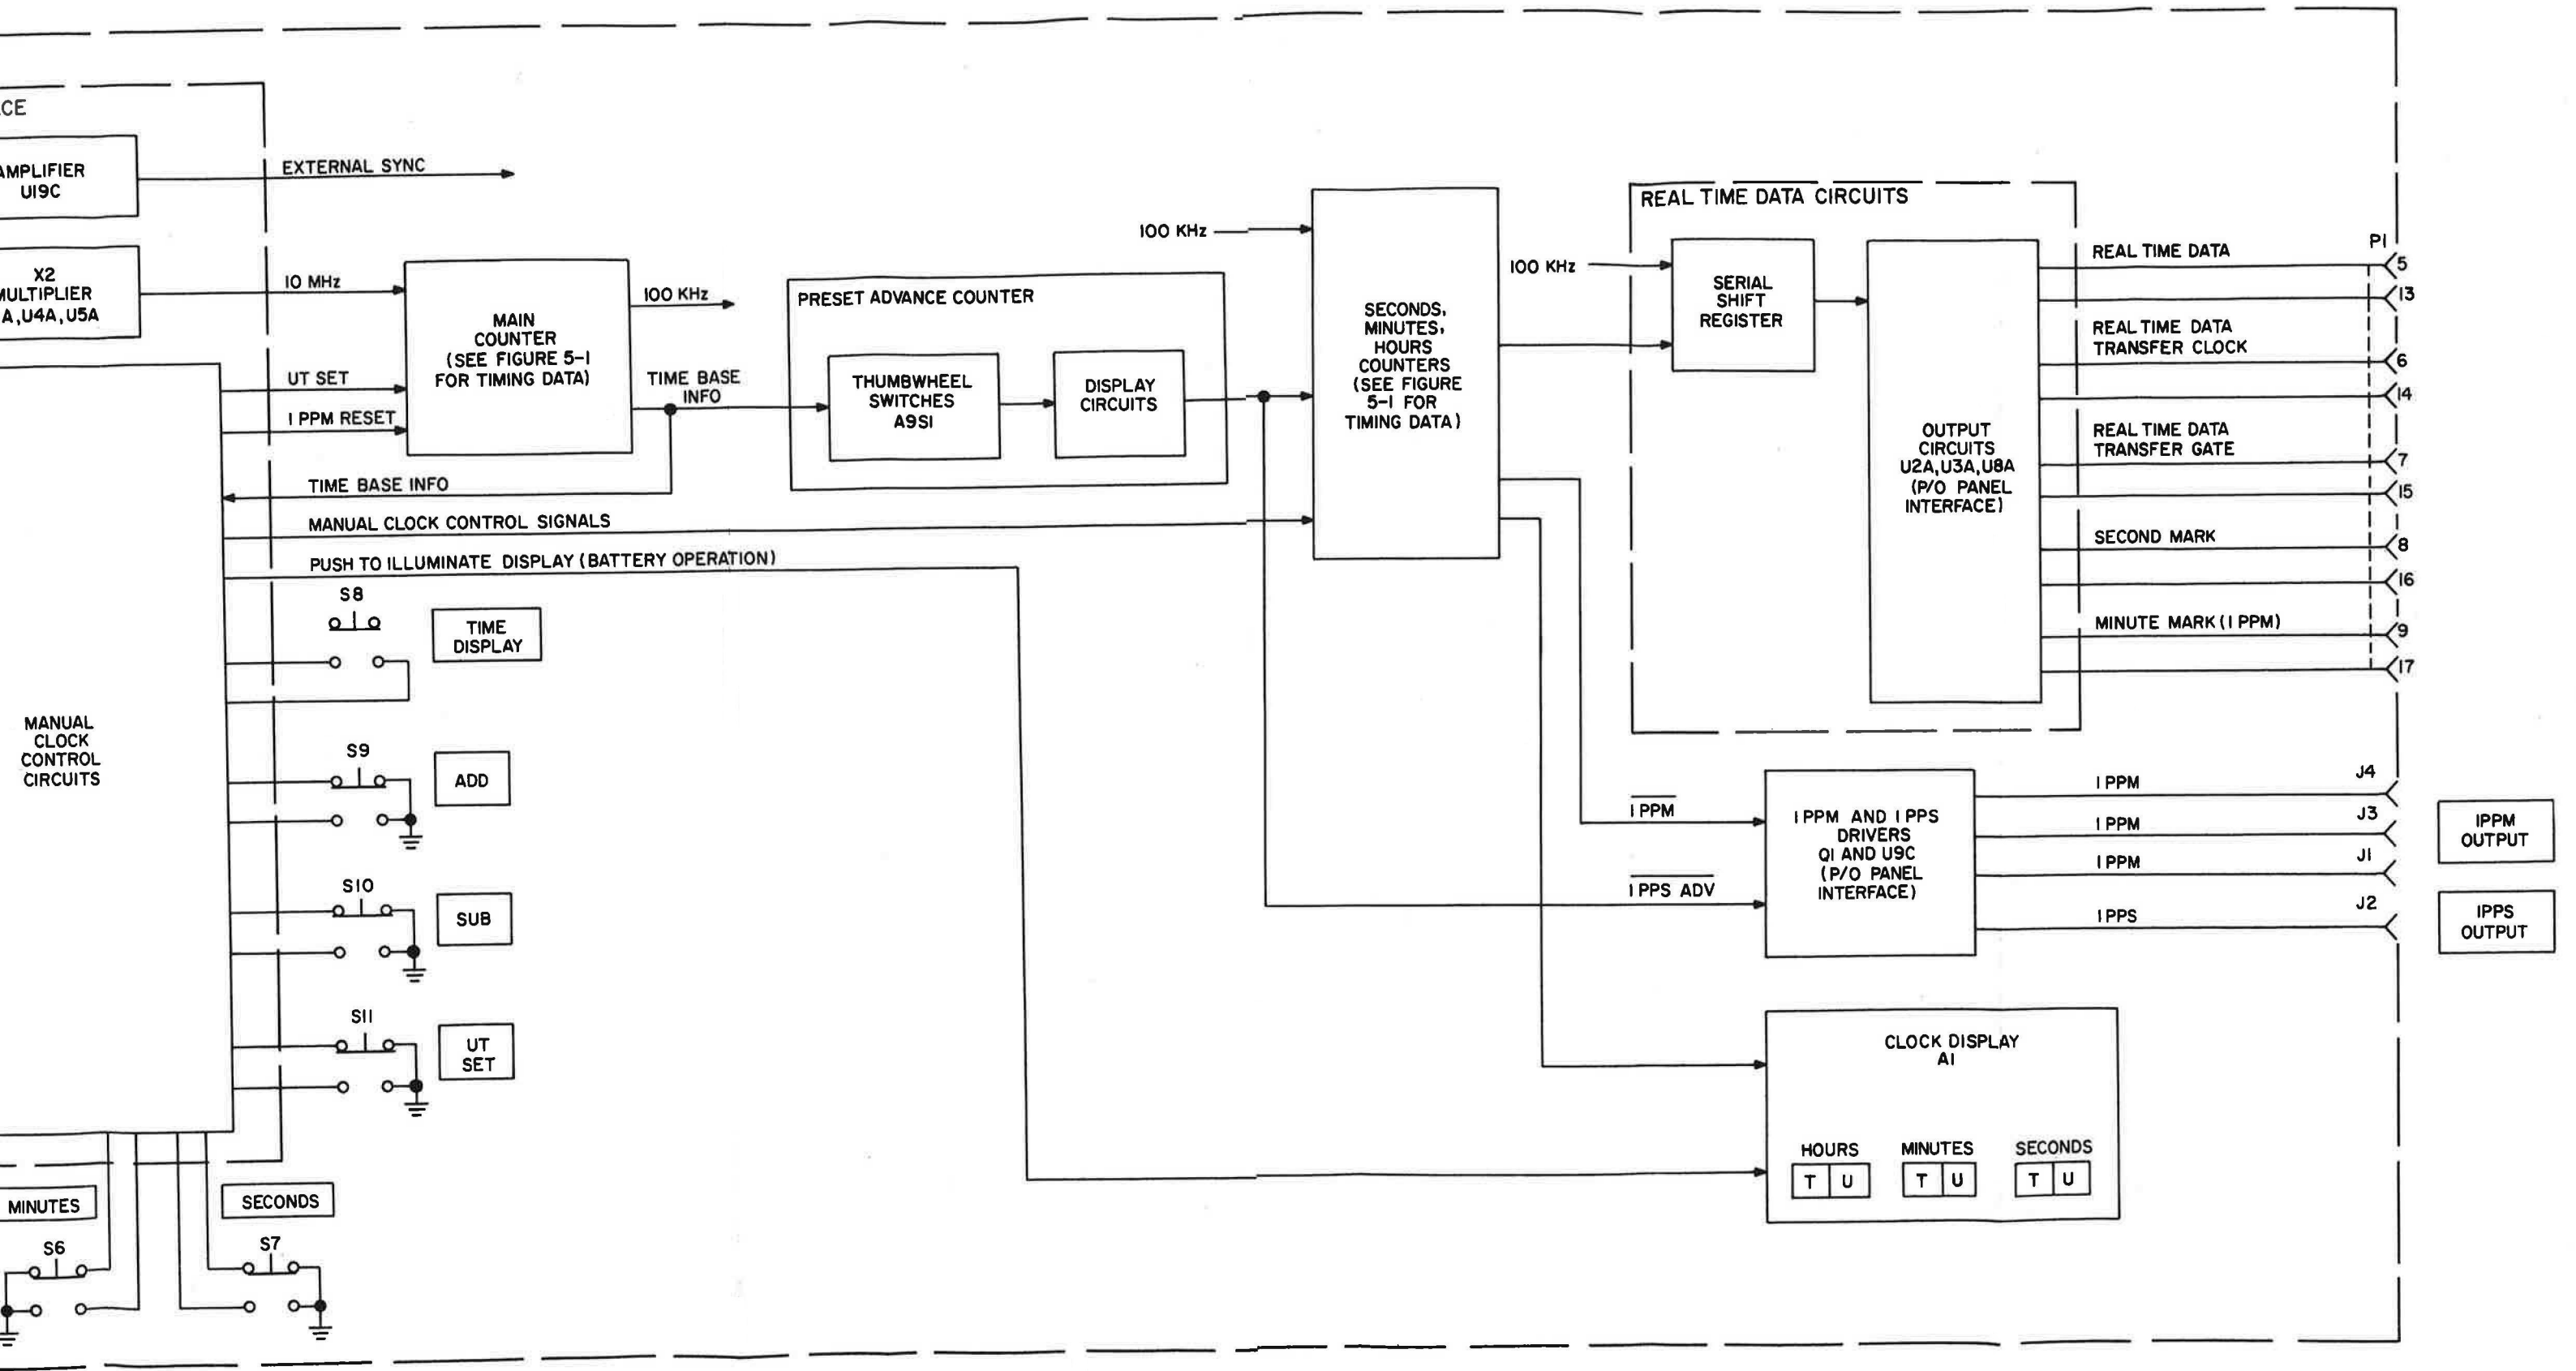 CE
AMPLIFIER
U19C
EXTERNAL SYNC
X2
MULTIPLIER
A,U4A,U5A
10 MHz
MAIN
COUNTER
(SEE FIGURE 5-1
FOR TIMING DATA)
100 KHz
UT SET
1 PPM RESET
TIME BASE
INFO
TIME BASE INFO
MANUAL CLOCK CONTROL SIGNALS
PUSH TO ILLUMINATE DISPLAY (BATTERY OPERATION)
PRESET ADVANCE COUNTER
THUMBWHEEL
SWITCHES
A9S1
DISPLAY
CIRCUITS
100 KHz
SECONDS,
MINUTES,
HOURS
COUNTERS
(SEE FIGURE
5-1 FOR
TIMING DATA)
REAL TIME DATA CIRCUITS
100 KHz
SERIAL
SHIFT
REGISTER
OUTPUT
CIRCUITS
U2A,U3A,U8A
(P/O PANEL
INTERFACE)
P1
REAL TIME DATA
5
13
REAL TIME DATA
TRANSFER CLOCK
6
14
REAL TIME DATA
TRANSFER GATE
7
15
SECOND MARK
8
16
MINUTE MARK (1 PPM)
9
17
MANUAL
CLOCK
CONTROL
CIRCUITS
S8
TIME
DISPLAY
S9
ADD
S10
SUB
S11
UT
SET
MINUTES
S6
SECONDS
S7
1 PPM
1 PPS ADV
1 PPM AND 1 PPS
DRIVERS
Q1 AND U9C
(P/O PANEL
INTERFACE)
1 PPM
J4
1 PPM
J3
1 PPM
J1
1 PPS
J2
1PPM
OUTPUT
1PPS
OUTPUT
CLOCK DISPLAY
A1
HOURS MINUTES SECONDS
T U T U T U